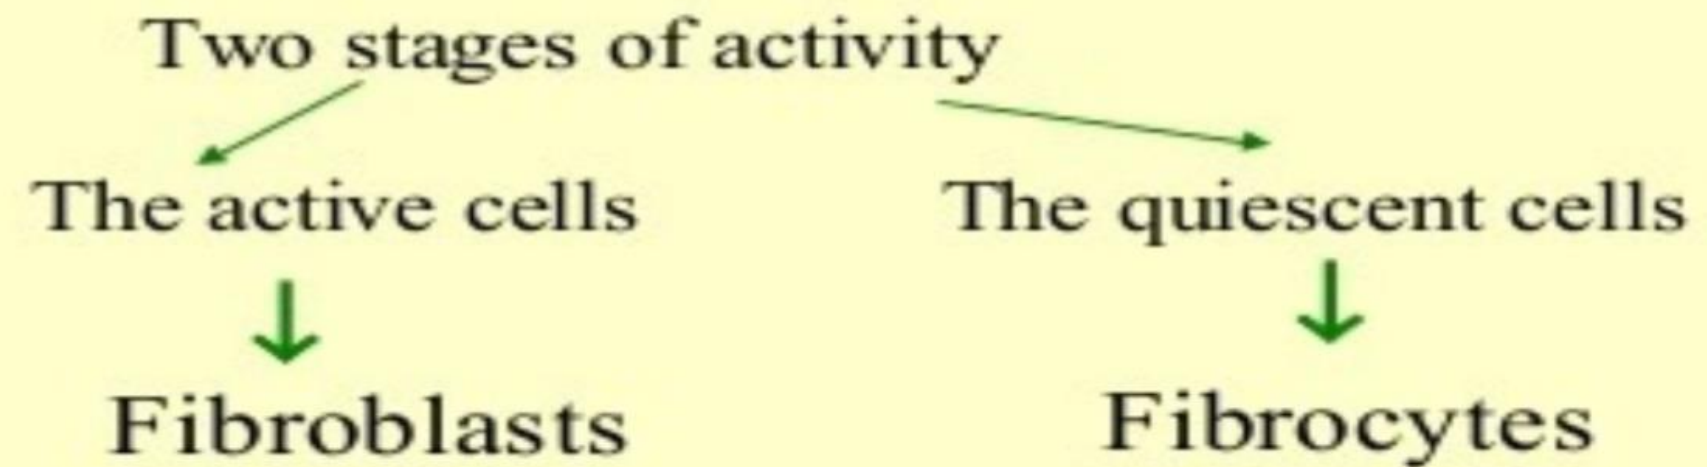 Two stages of activity
The active cells
The quiescent cells
Fibroblasts
Fibrocytes